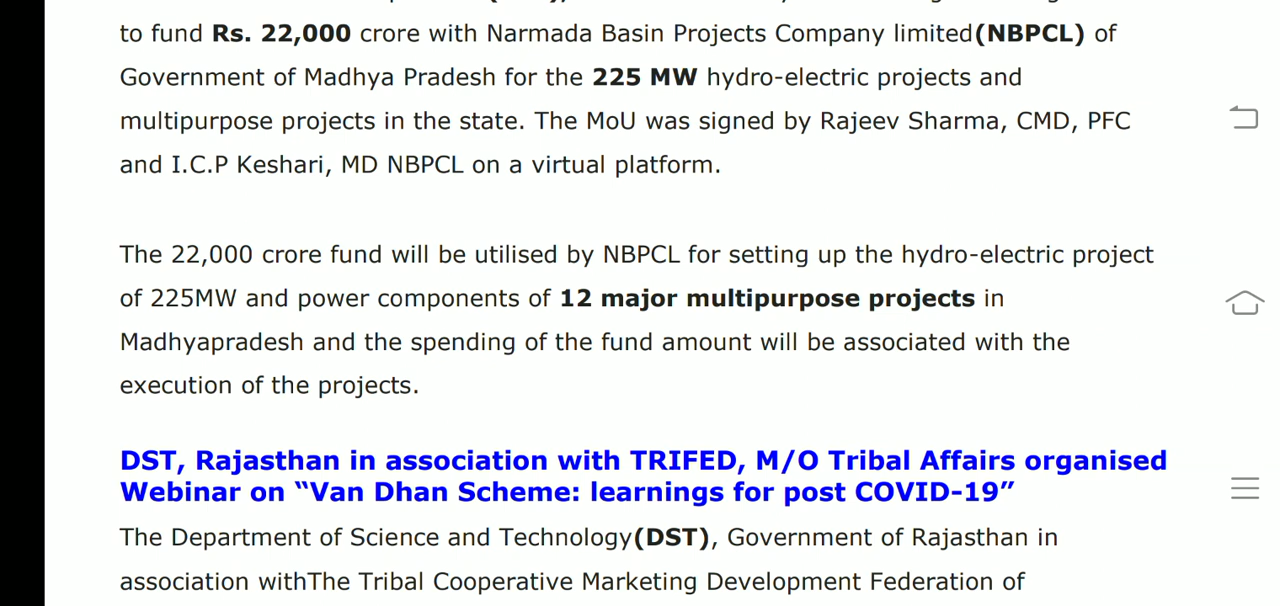 to fund Rs. 22,000 crore with Narmada Basin Projects Company limited(NBPCL) of
Government of Madhya Pradesh for the 225 MW hydro-electric projects and
multipurpose projects in the state. The MoU was signed by Rajeev Sharma, CMD, PFC
and I.C.P Keshari, MD NBPCL on a virtual platform.
The 22,000 crore fund will be utilised by NBPCL for setting up the hydro-electric project
of 225MW and power components of 12 major multipurpose projects in
Madhyapradesh and the spending of the fund amount will be associated with the
execution of the projects.
DST, Rajasthan in association with TRIFED, M/O Tribal Affairs organised
Webinar on “Van Dhan Scheme: learnings for post COVID-19”
The Department of Science and Technology(DST), Government of Rajasthan in
association withThe Tribal Cooperative Marketing Development Federation of